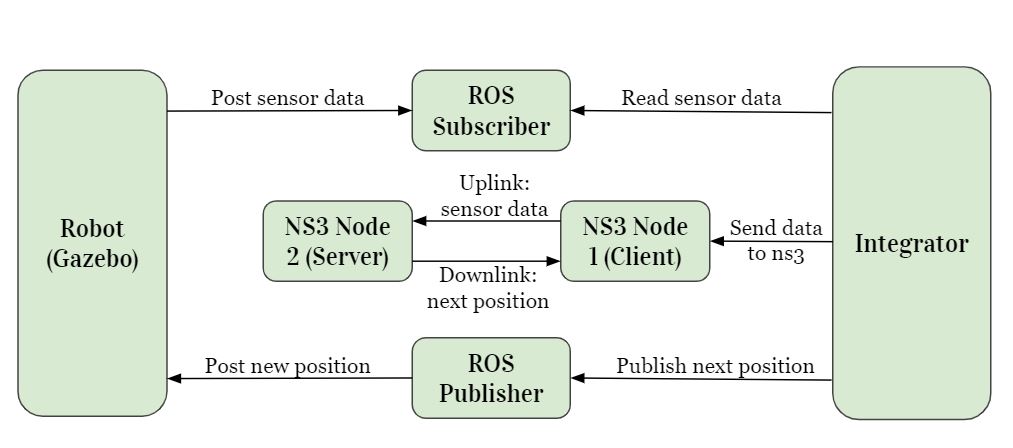 Post sensor data
ROS
Subscriber
Read sensor data
Robot
(Gazebo)
Uplink:
sensor data
NS3 Node
2 (Server)
NS3 Node
1 (Client)
Send data
to ns3
Integrator
Downlink:
next position
Post new position
ROS
Publisher
Publish next position